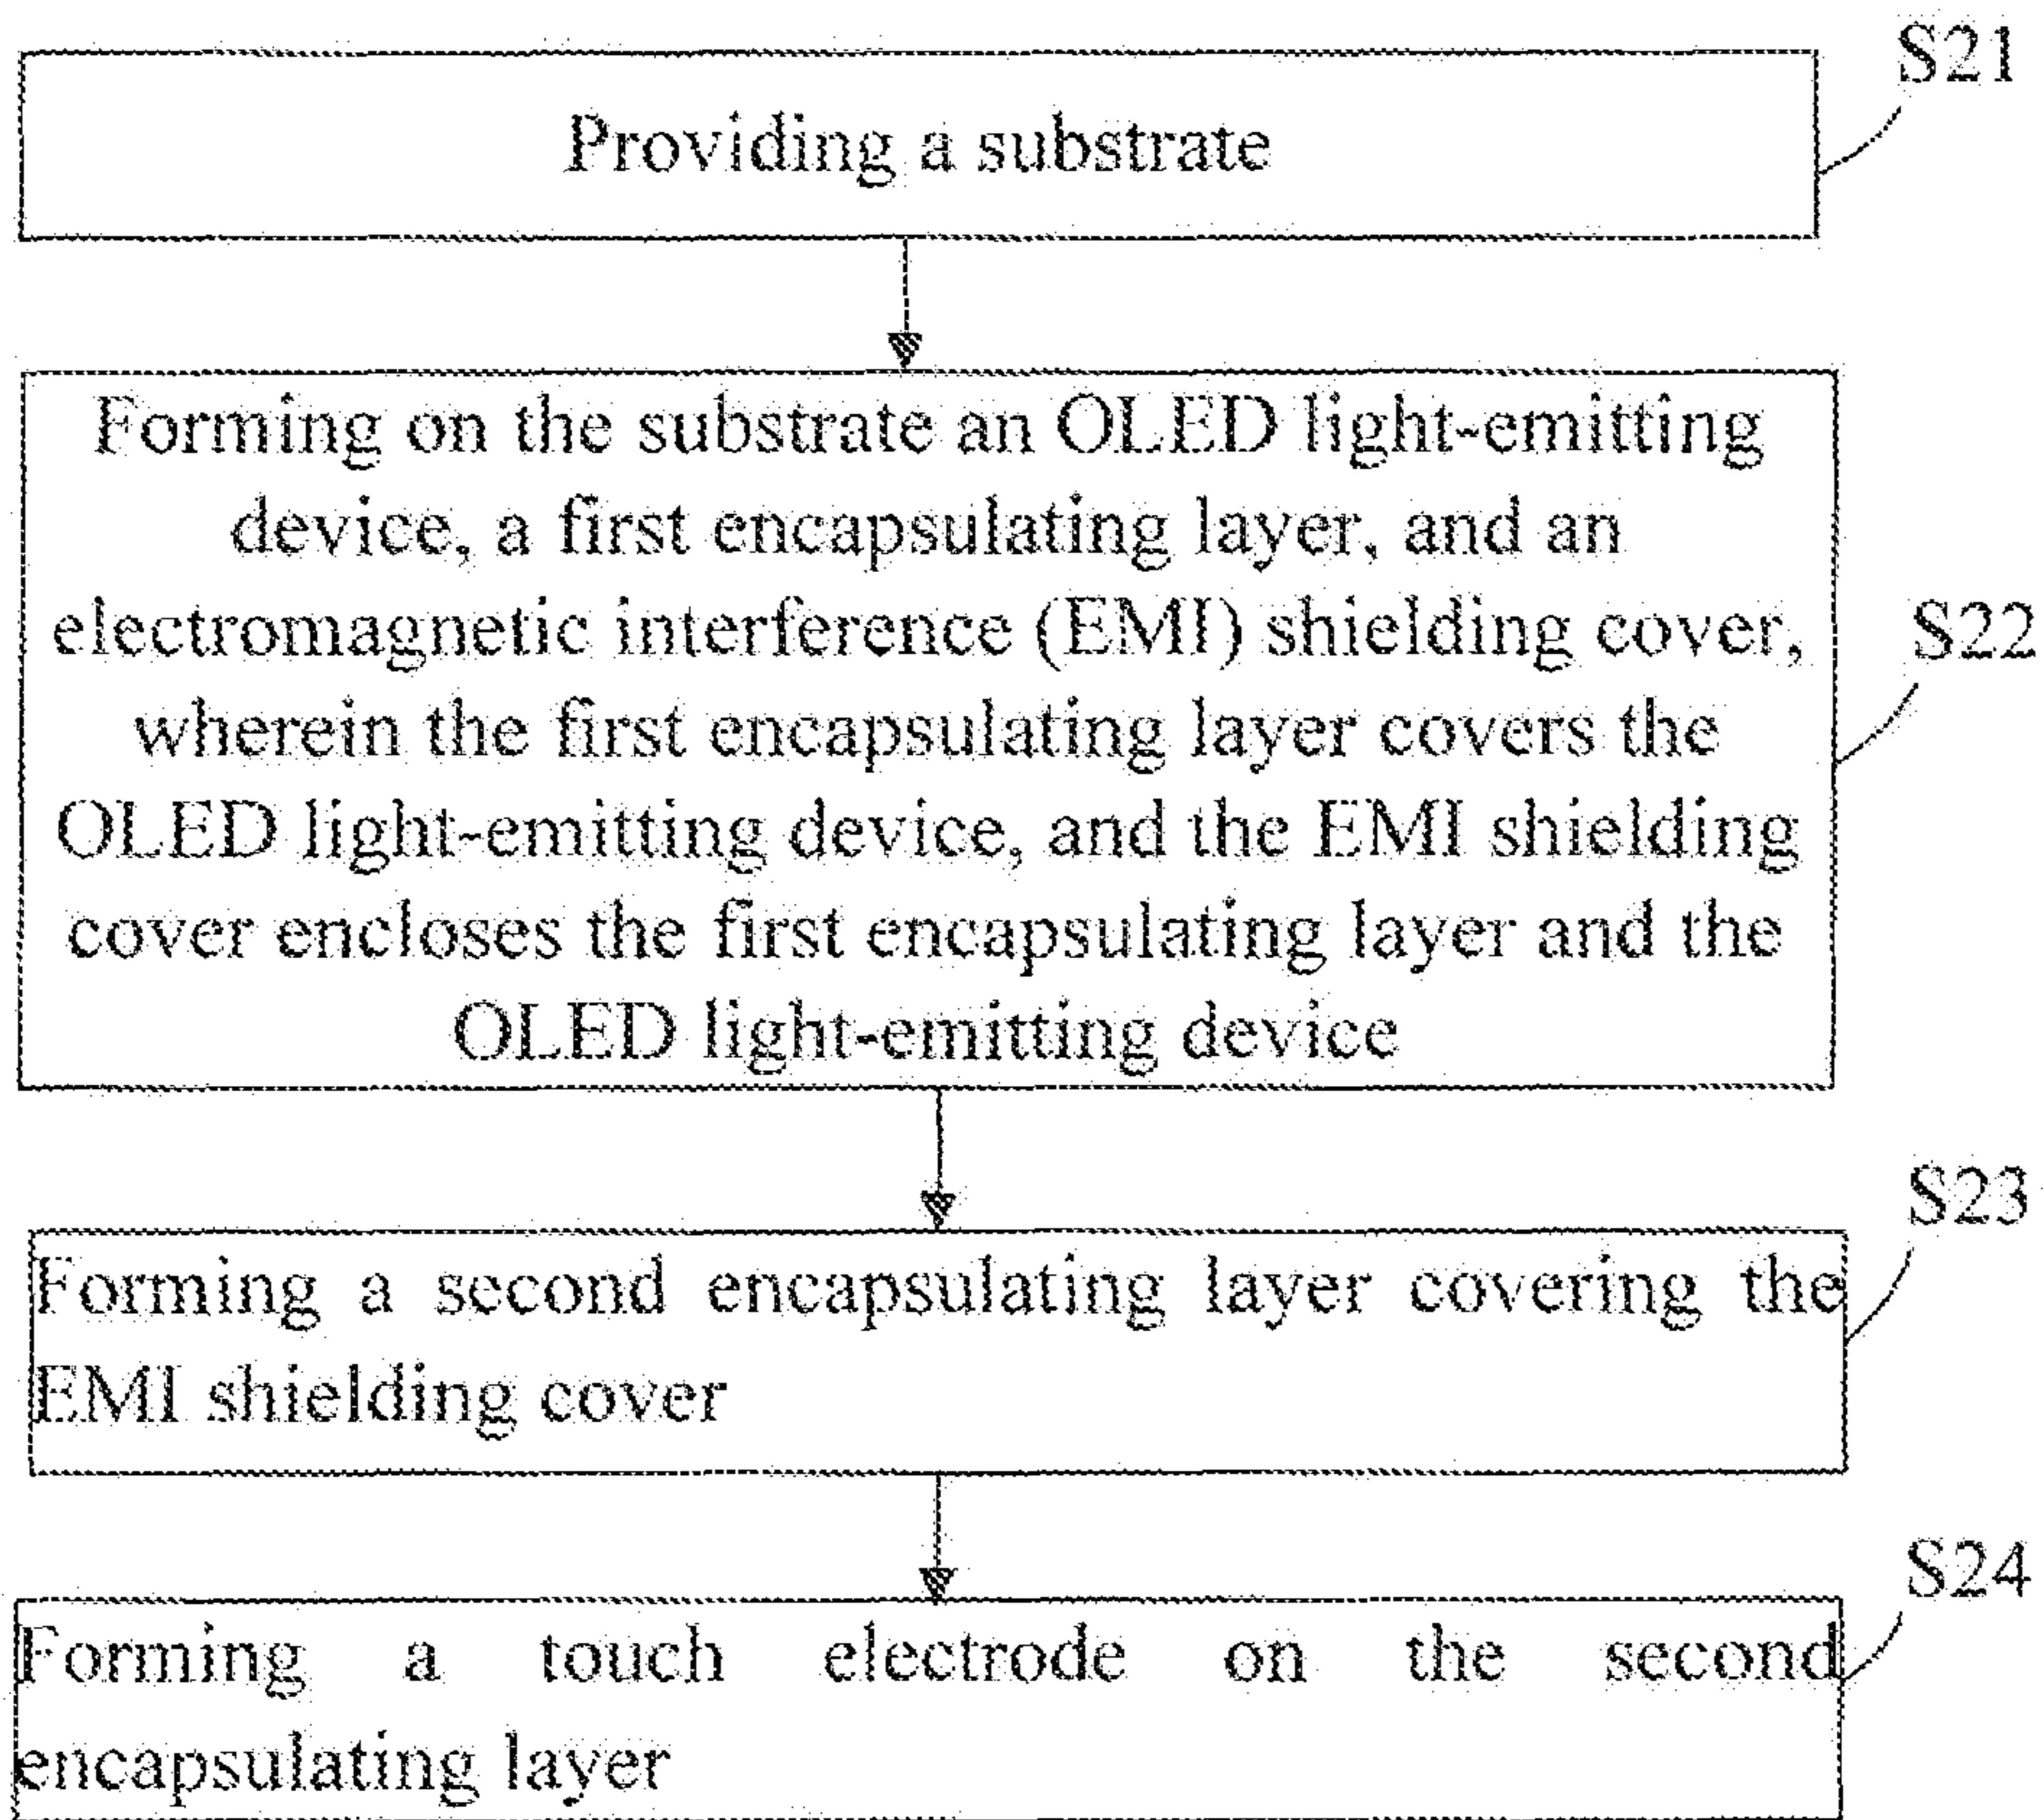 S21
Providing a substrate
Forming on the substrate an OLED light-emitting
device, a first encapsulating layer, and an
electromagnetic interference (EMI) shielding cover,
S22
wherein the first encapsulating layer covers the
OLED light-emitting device, and the EMI shielding
cover encloses the first encapsulating layer and the
OLED light-emitting device
S23
Forming a second encapsulating layer covering the
EMI shielding cover
S24
Forming a touch electrode on the second
encapsulating layer